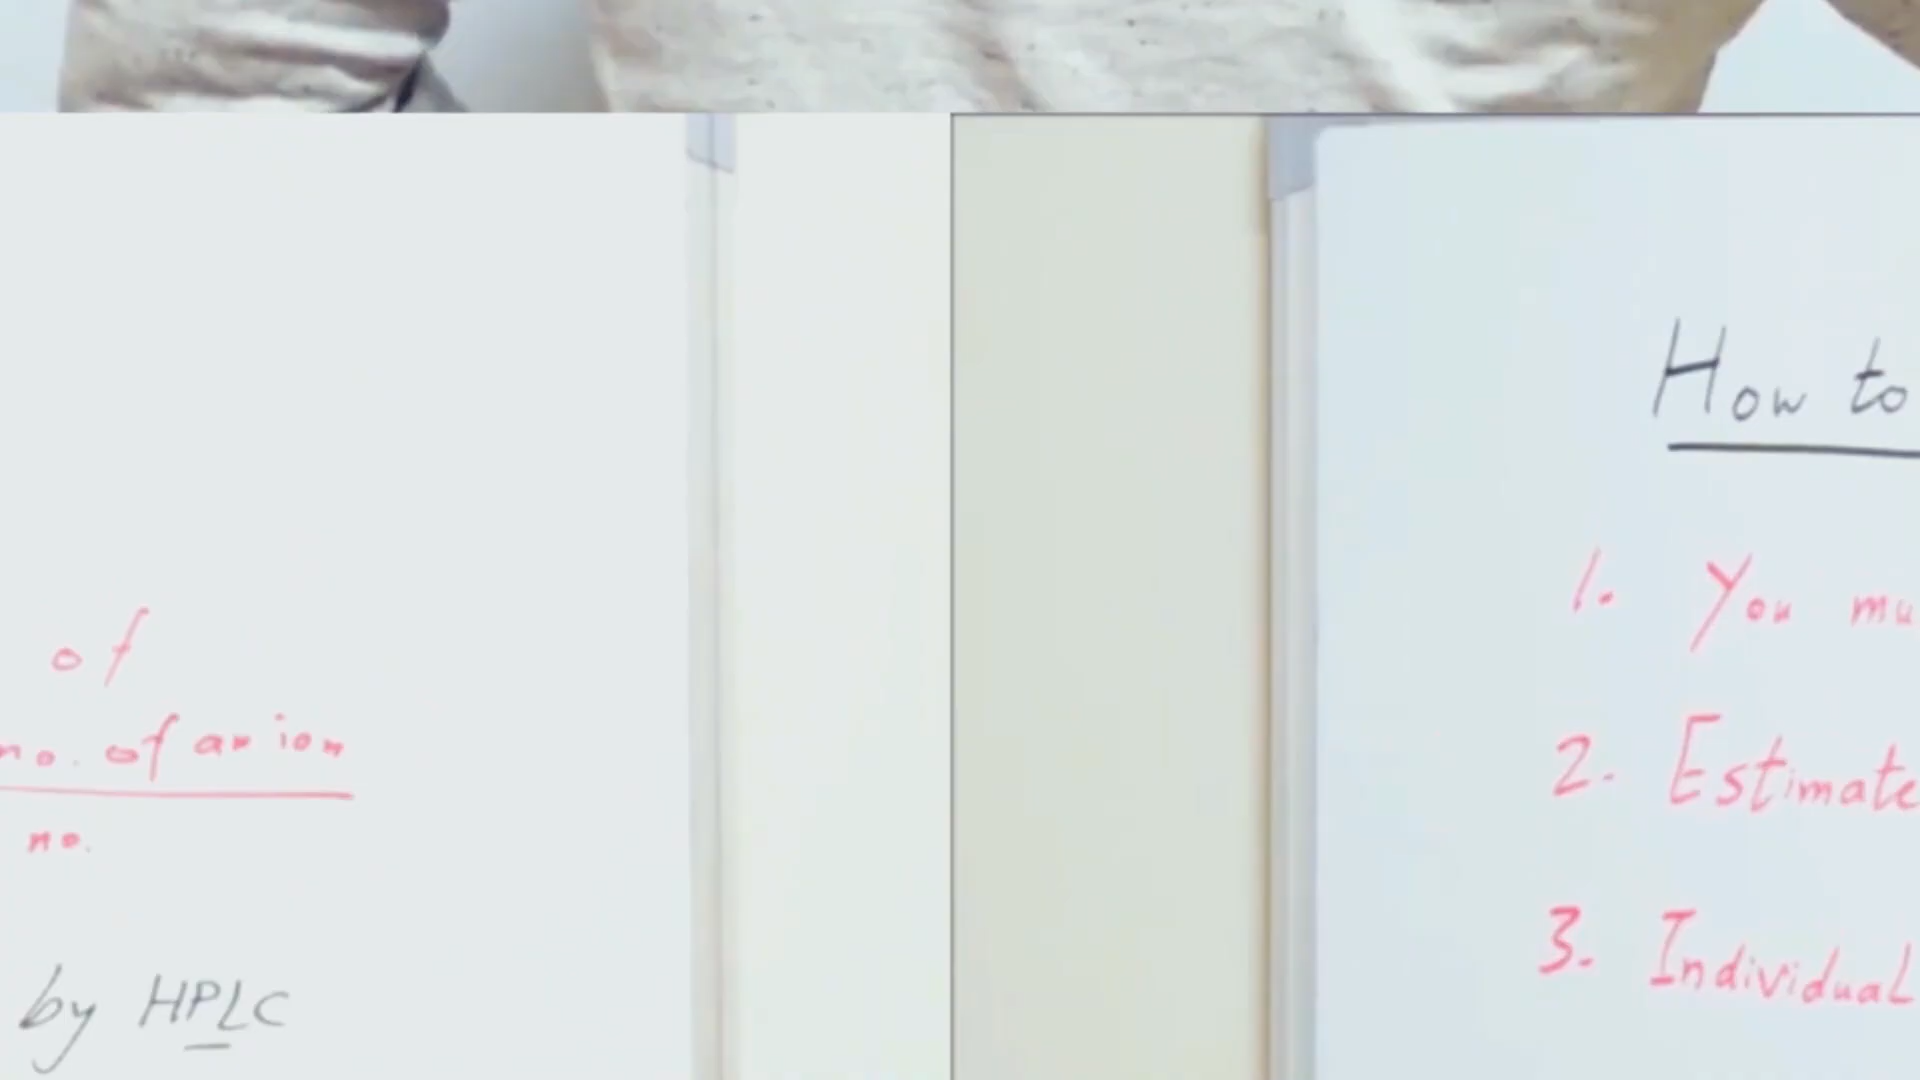 of
no. of anion
no.
by HPLC
How to
1. You mu
2. Estimate
3. Individual